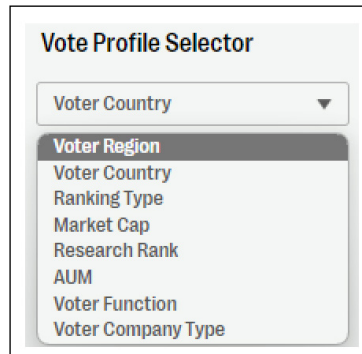 Vote Profile Selector
Voter Country
Voter Region
Voter Country
Ranking Type
Market Cap
Research Rank
AUM
Voter Function
Voter Company Type